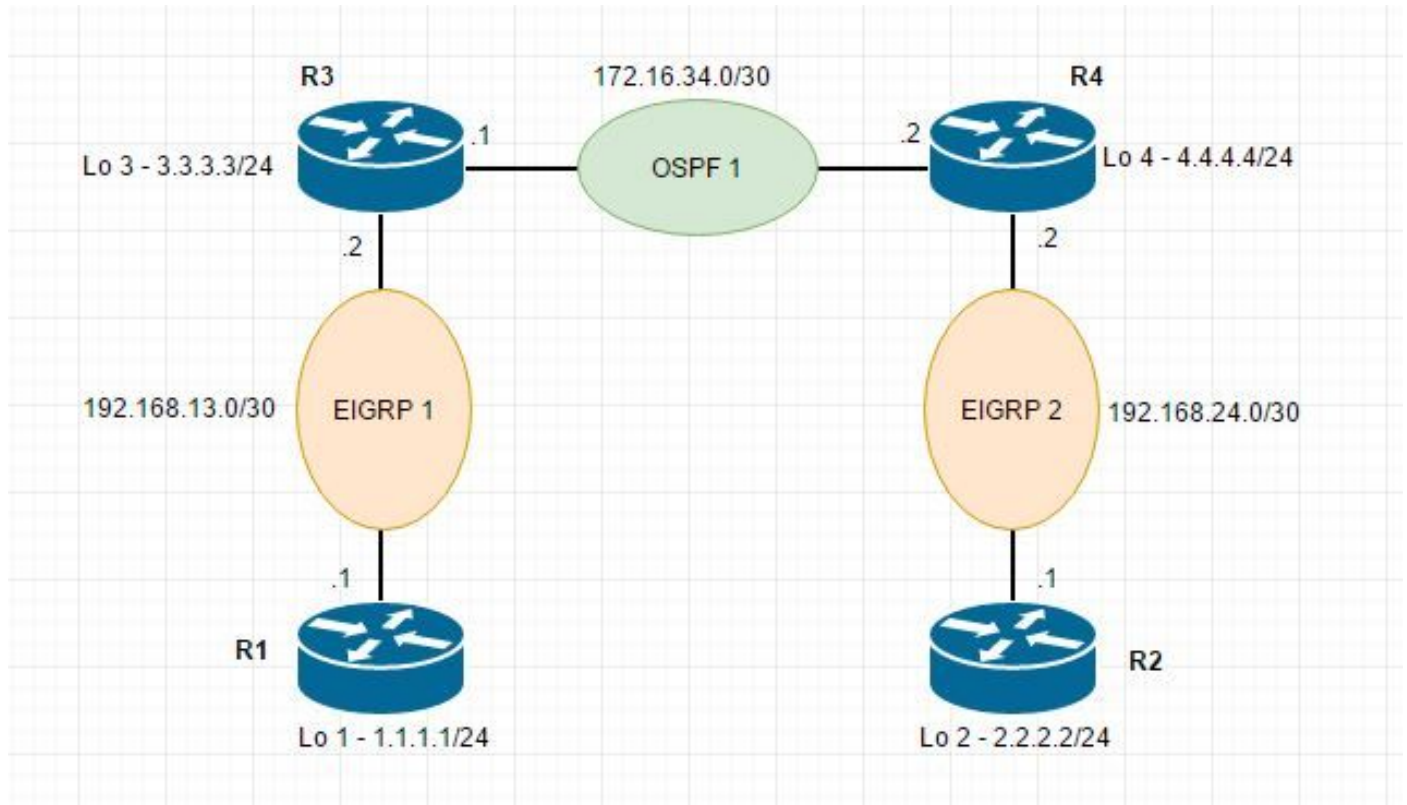 R3
172.16.34.0/30
R4
.1
.2
Lo 3 - 3.3.3.3/24
OSPF 1
Lo 4 - 4.4.4.4/24
.2
.2
192.168.13.0/30
EIGRP 1
EIGRP 2
192.168.24.0/30
.1
.1
R1
R2
Lo 1 - 1.1.1.1/24
Lo 2 - 2.2.2.2/24